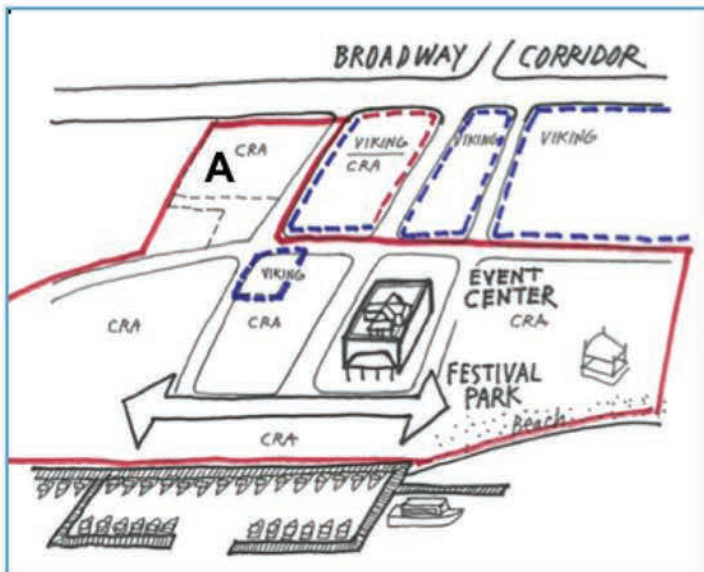 BROADWAY CORRIDOR
CRA
A
VIKING
CRA
VIKING
VIKING
VIKING
CRA
CRA
EVENT
CENTER
CRA
FESTIVAL
PARK
Beach
CRA